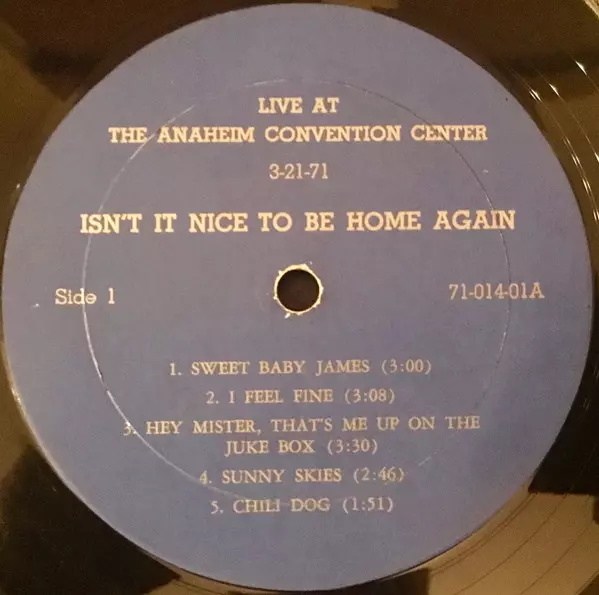 LIVE AT
THE ANAHEIM CONVENTION CENTER
3-21-71
ISN'T IT NICE TO BE HOME AGAIN
Side 1 71-014-01A
1. SWEET BABY JAMES (3:00)
2. I FEEL FINE (3:08)
3. HEY MISTER, THAT'S ME UP ON THE
JUKE BOX (3:30)
4. SUNNY SKIES (2:46)
5. CHILI DOG (1:51)